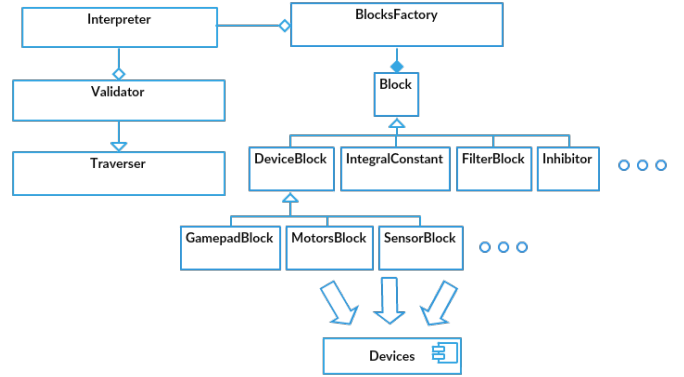 Interpreter
BlocksFactory
Validator
Block
Traverser
DeviceBlock
IntegralConstant
FilterBlock
Inhibitor
GamepadBlock
MotorsBlock
SensorBlock
Devices